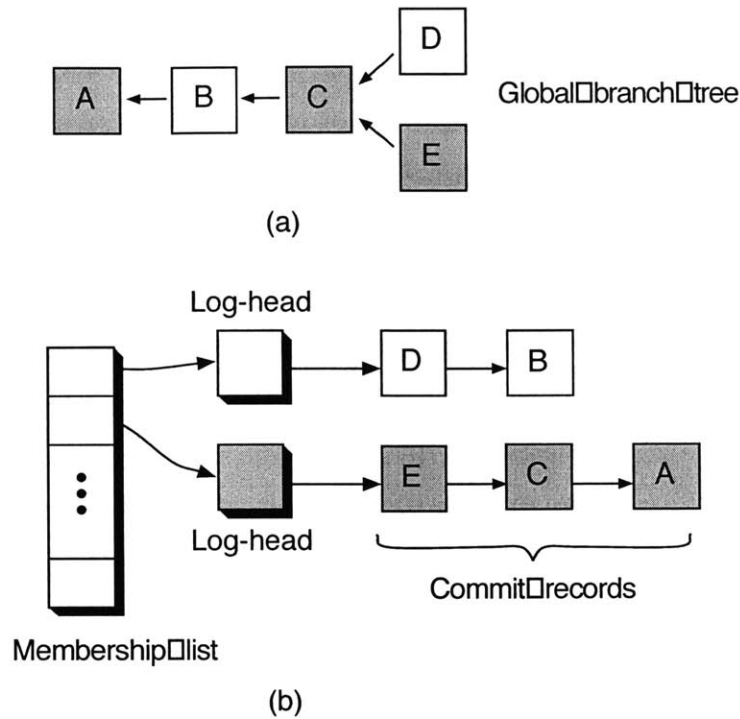 D
A
B
C
Global□branch□tree
E
(a)
Log-head
D
B
E
C
A
Log-head
Commit□records
Membership□list
(b)